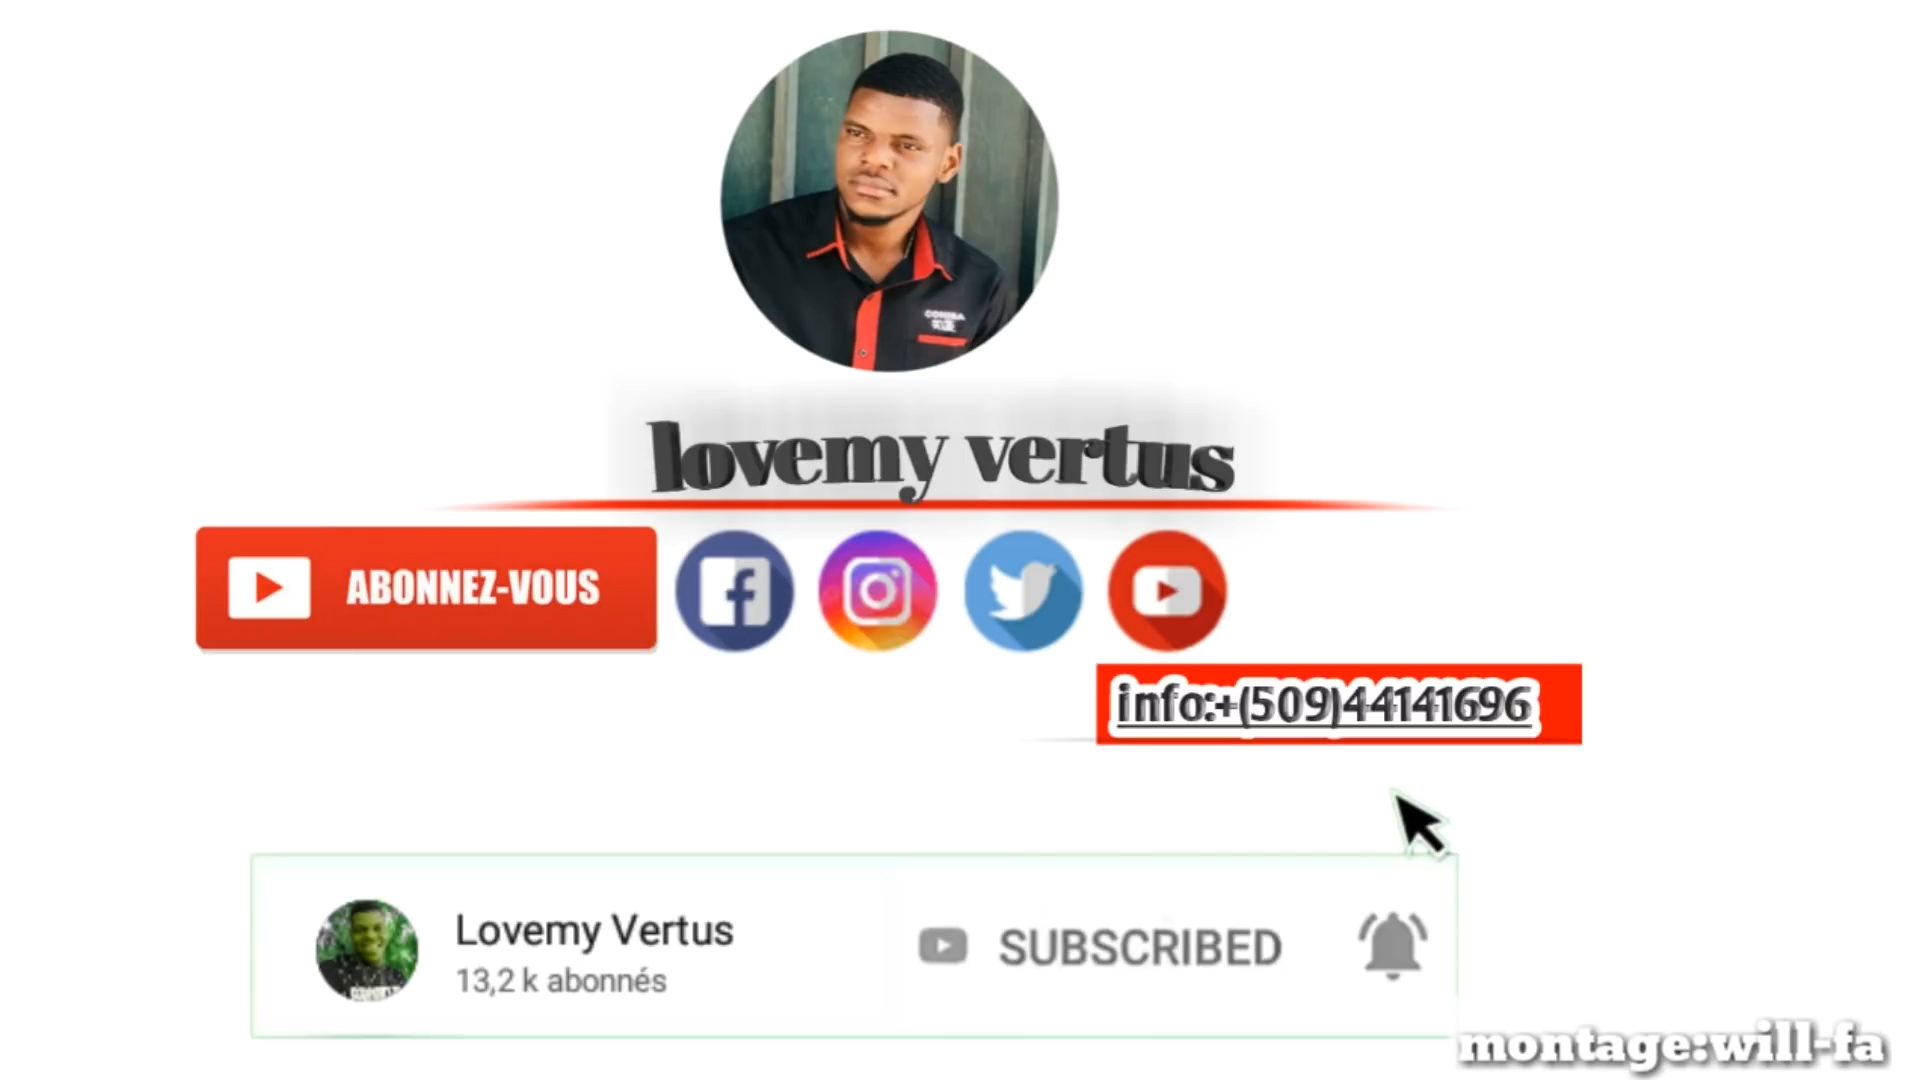 lovemy vertus
ABONNEZ-VOUS
info:+(509)44141696
Lovemy Vertus
13,2 k abonnés
SUBSCRIBED
montage:will-fa